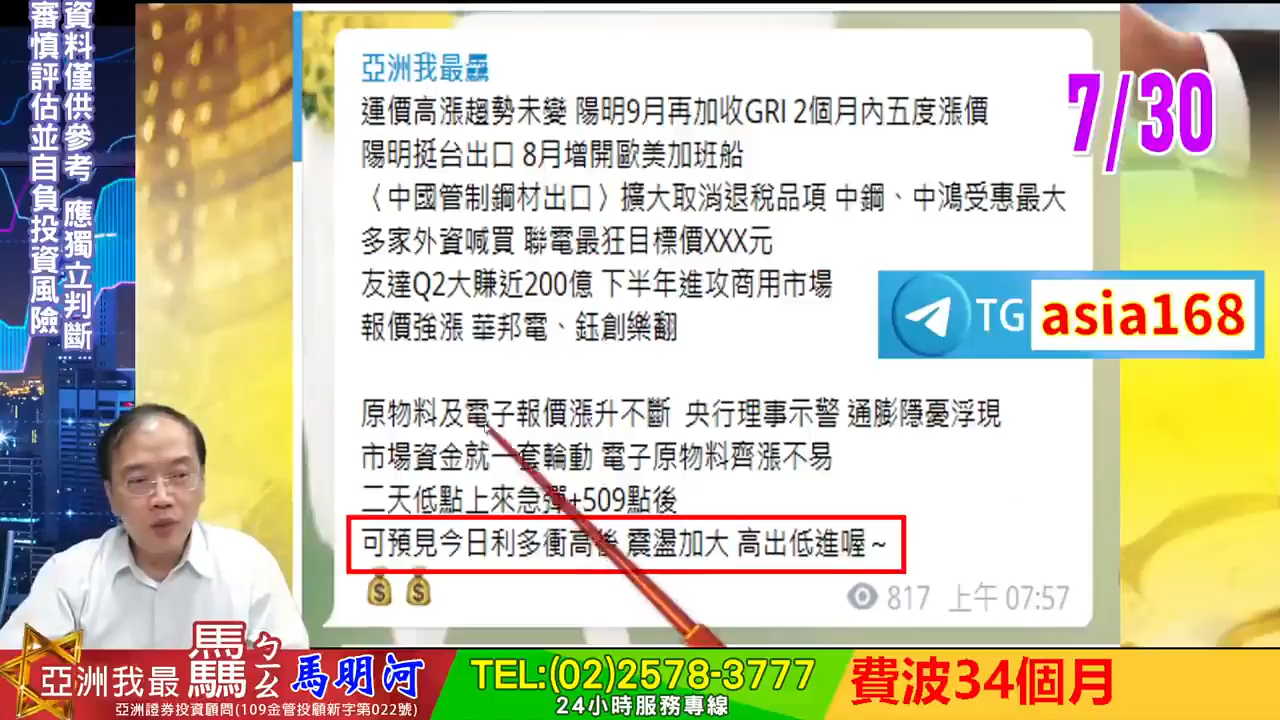 資料僅供參考 應獨立判斷
審慎評估並自負投資風險
亞洲我最驫
運價高漲趨勢未變 陽明9月再加收GRI 2個月內五度漲價
陽明挺台出口 8月增開歐美加班船
〈中國管制鋼材出口〉擴大取消退稅品項 中鋼、中鴻受惠最大
多家外資喊買 聯電最狂目標價XXX元
友達Q2大賺近200億 下半年進攻商用市場
報價強漲 華邦電、鈺創樂翻
原物料及電子報價漲升不斷 央行理事示警 通膨隱憂浮現
市場資金就一套輪動 電子原物料齊漲不易
二天低點上來急彈+509點後
可預見今日利多衝高後 震盪加大 高出低進喔~
817 上午 07:57
7/30
TG asia168
亞洲我最驫 ㄅㄧㄠ 馬明河
亞洲證券投資顧問(109金管投顧新字第022號)
TEL:(02)2578-3777
24小時服務專線
費波34個月